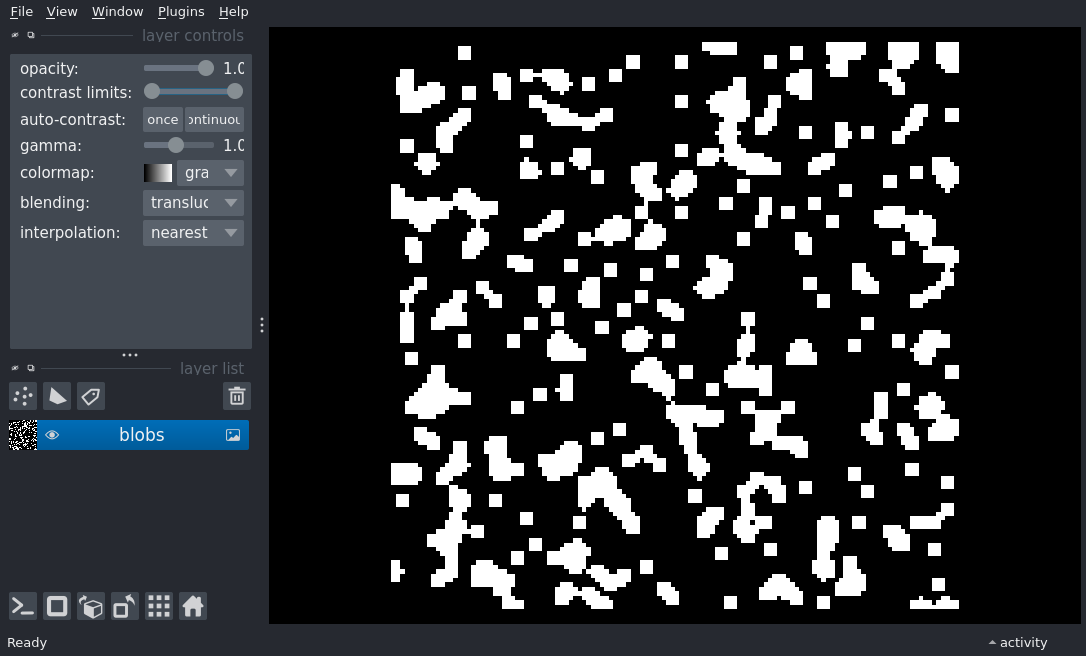 File View Window Plugins Help
layer controls
opacity: 1.0
contrast limits:
auto-contrast: once ontinuou
gamma: 1.0
colormap: gra
blending: transluc
interpolation: nearest
layer list
blobs
Ready
activity